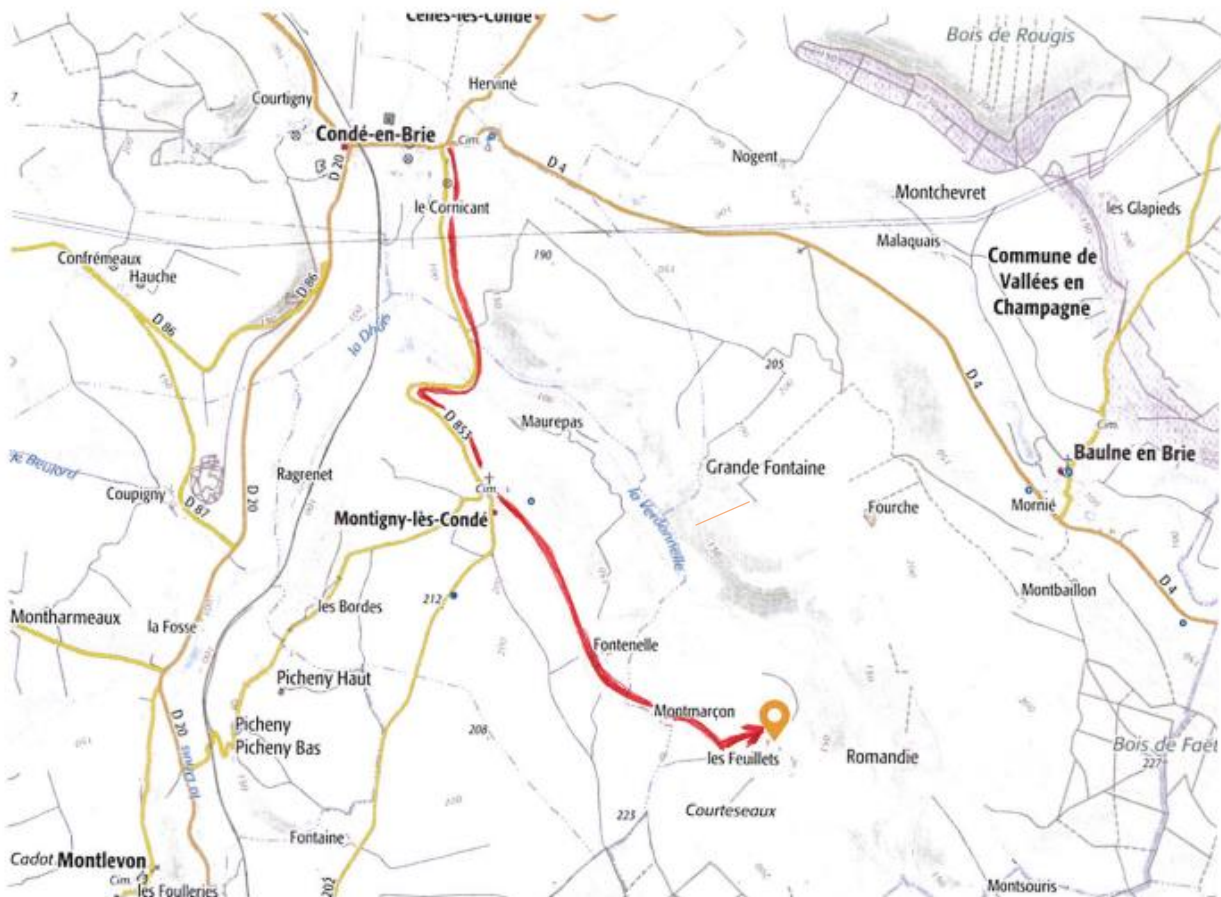 Celles-lès-Condé
Bois de Rougis
Herviné
Courtigny
Condé-en-Brie
Cim.
D 20
D 4
Nogent
Montchevret
les Glapieds
le Cornicant
Malaquais
Commune de
Vallées en
Champagne
Confrémeaux
Hauche
190
D 86
D 86
la Dhuis
205
D 4
D 853
Maurepas
Cim.
Baulne en Brie
Grande Fontaine
Ragrenet
Coupigny
D 87
D 20
Cim.
Montigny-lès-Condé
la Verdonnelle
Fourche
Mornié
Montbaillon
D 4
les Bordes
212
Montharmeaux
la Fosse
Fontenelle
Picheny Haut
Montmarçon
Picheny
Picheny Bas
208
les Feuillets
Romandie
Bois de Faët
227
D 20
Courteseaux
225
Fontaine
Cadot
Montlevon
Cim.
les Foulleries
Montsouris